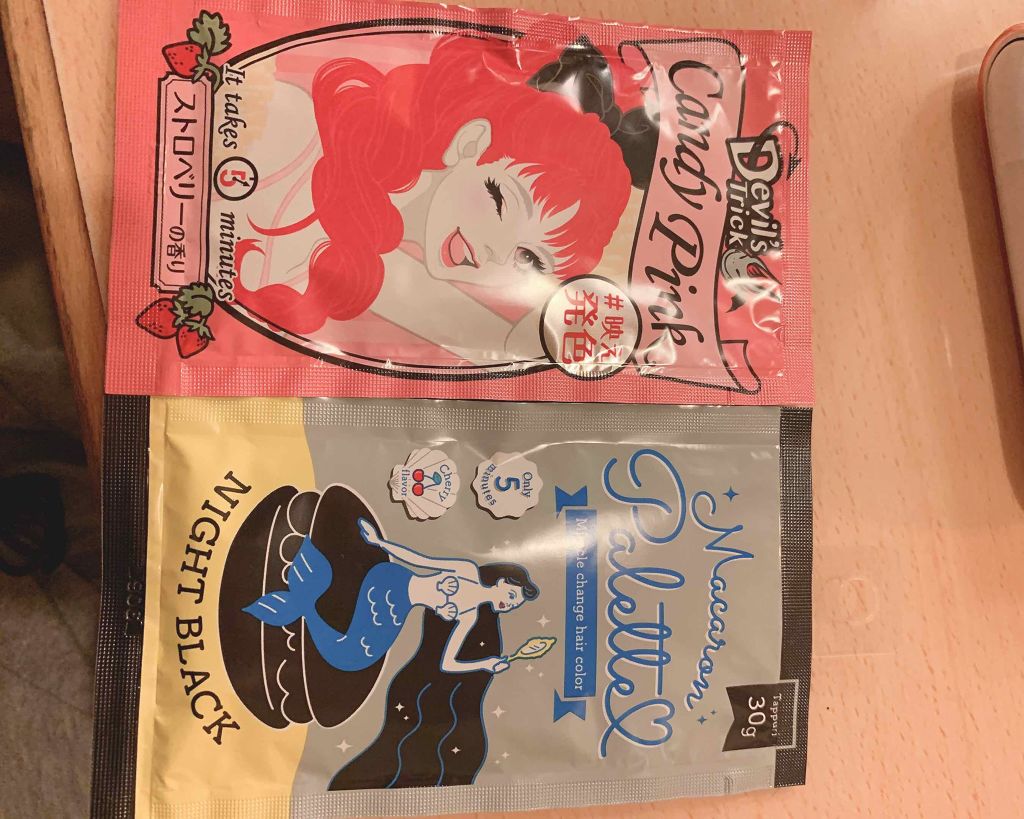 Devil's
Trick
Candy Pink
#映え
発色
It takes 5 minutes
ストロベリーの香り
Tappuri
30g
Macaron
Palette
Miracle change hair color
Only
5
minutes
Cherry
flavor
NIGHT BLACK